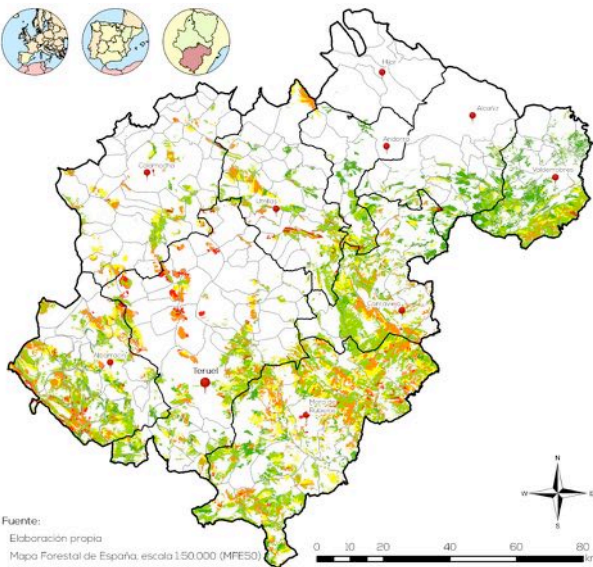 Híjar
Alcañiz
Andorra
Calamocha
Valderrobres
Utrillas
Cantavieja
Albarracín
Teruel
Mora de
Rubielos
N
W
E
S
Fuente:
Elaboración propia
Mapa Forestal de España, escala 1:50.000 (MFE50)
0 10 20 40 60 80
km